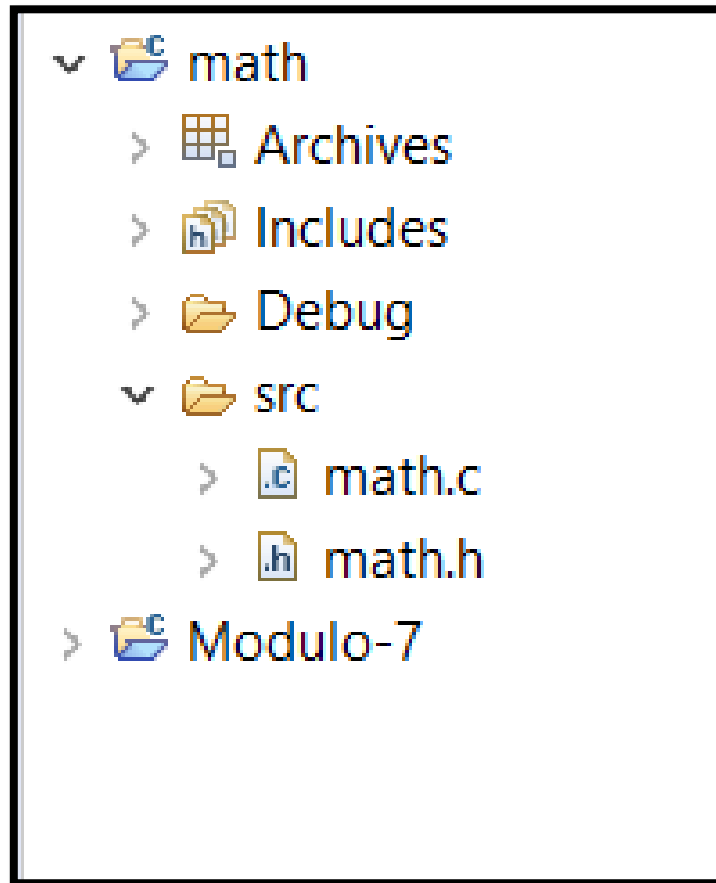 math
Archives
Includes
Debug
src
math.c
math.h
Modulo-7